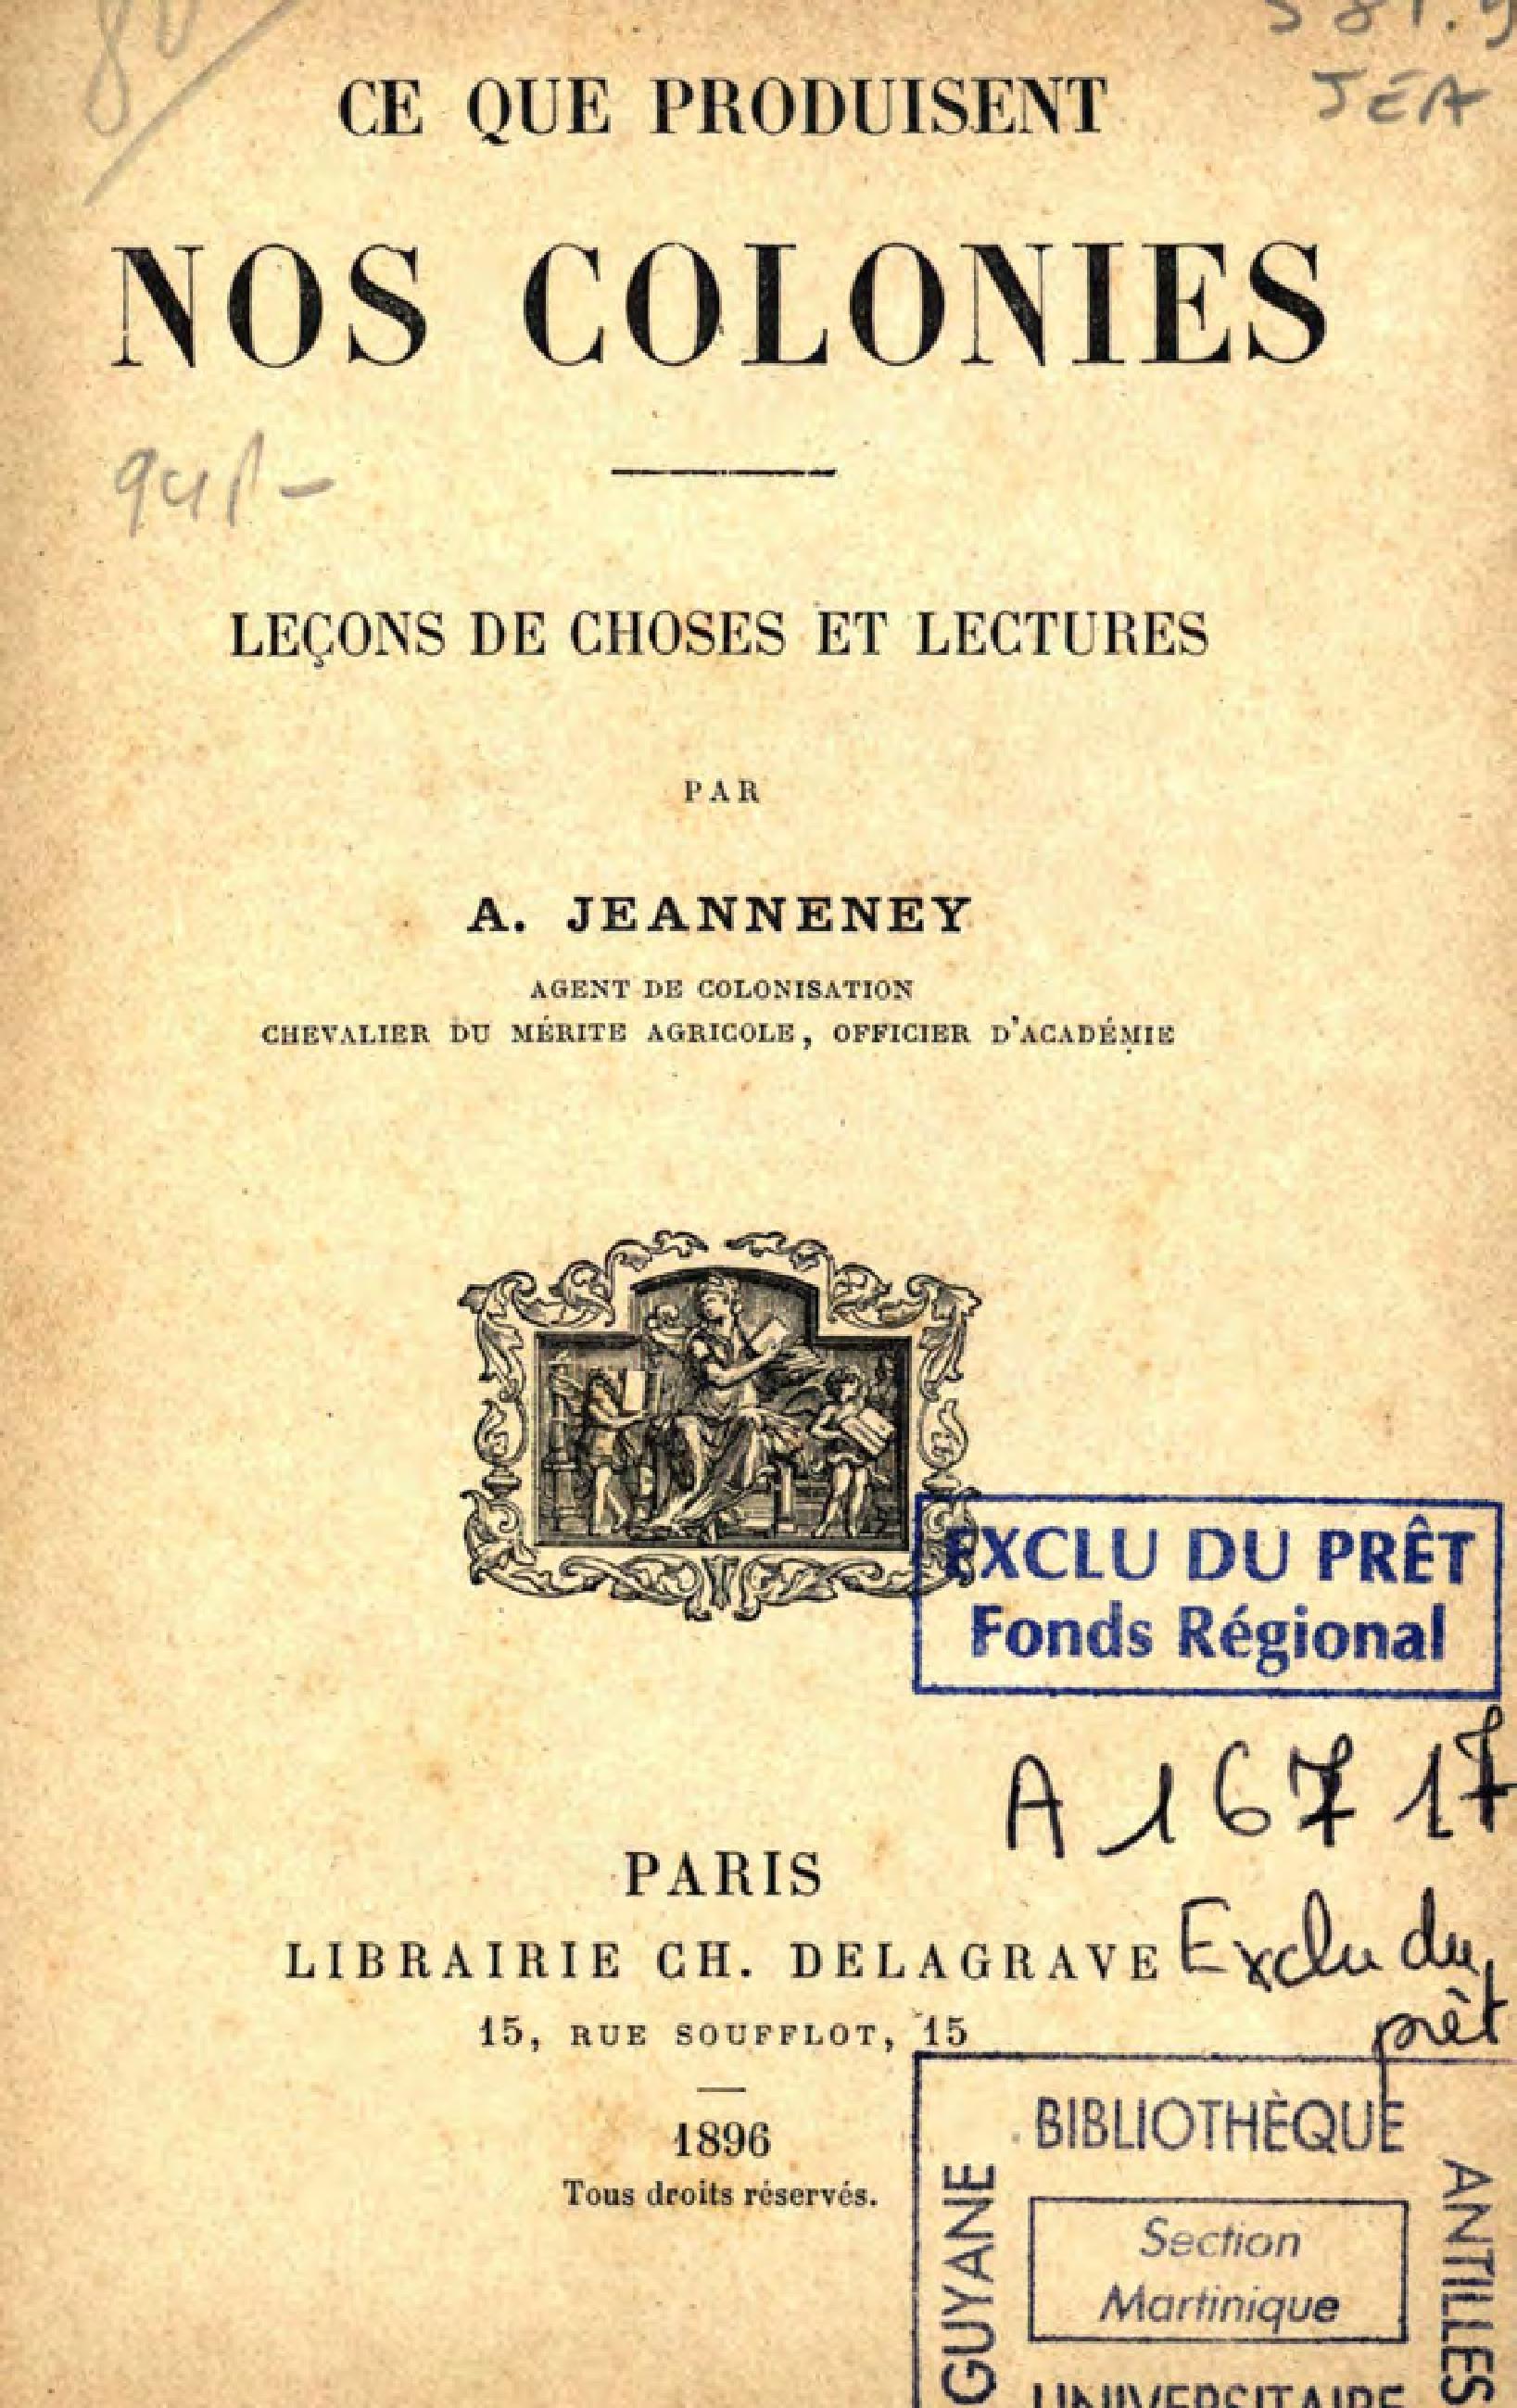 JEA
CE QUE PRODUISENT
NOS COLONIES
LEÇONS DE CHOSES ET LECTURES
PAR
A. JEANNENEY
AGENT DE COLONISATION
CHEVALIER DU MÉRITE AGRICOLE, OFFICIER D'ACADÉMIE
EXCLU DU PRÊT
Fonds Régional
A 16717
PARIS
LIBRAIRIE CH. DELAGRAVE
Exclu du
prêt
15, RUE SOUFFLOT, 15
1896
Tous droits réservés.
BIBLIOTHÈQUE
ANTILLES
GUYANE
Section
Martinique
UNIVERSITAIRE